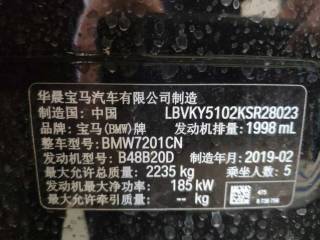 华晨宝马汽车有限公司制造
制造国：中国 LBVKY5102KSR28023
品牌：宝马(BMW)牌 发动机排量：1998 mL
整车型号：BMW7201CN
发动机型号：B48B20D 制造年月：2019-02
最大允许总质量：2235 kg 乘坐人数：5
发动机最大净功率：185 kW
最大允许牵引质量：-- kg
475